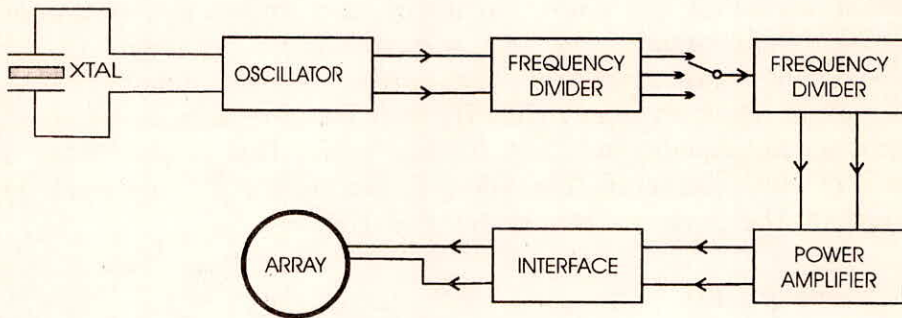 XTAL
OSCILLATOR
FREQUENCY
DIVIDER
FREQUENCY
DIVIDER
ARRAY
INTERFACE
POWER
AMPLIFIER